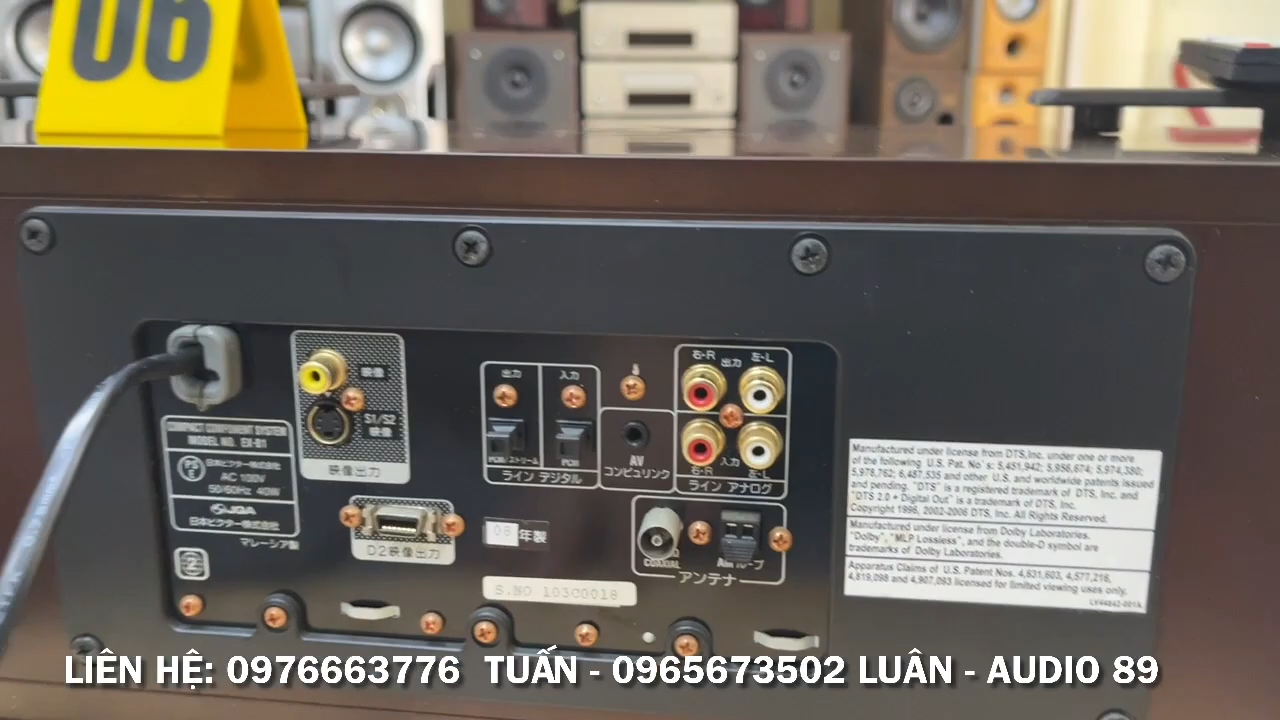 06
映像
S1/S2
映像
映像出力
COMPACT COMPONENT SYSTEM
MODEL NO. EX-B1
日本ビクター株式会社
AC 100V
50/60Hz 40W
JQA
日本ビクター株式会社
マレーシア製
D2映像出力
出力
入力
PCM/ストリーム
PCM
ライン デジタル
AV
コンピュリンク
右-R 出力 左-L
右-R 入力 左-L
ライン アナログ
08年製
COAXIAL
AMループ
アンテナ
S.NO 103C0018
Manufactured under license from DTS,Inc. under one or more
of the following U.S. Pat. No's: 5,451,942; 5,956,674; 5,974,380;
5,978,762; 6,487,535 and other U.S. and worldwide patents issued
and pending. "DTS" is a registered trademark of DTS, Inc. and
"DTS 2.0 + Digital Out" is a trademark of DTS, Inc.
Copyright 1996, 2002-2006 DTS, Inc. All Rights Reserved.
Manufactured under license from Dolby Laboratories.
"Dolby", "MLP Lossless", and the double-D symbol are
trademarks of Dolby Laboratories.
Apparatus Claims of U.S. Patent Nos. 4,631,603, 4,577,216,
4,819,098 and 4,907,093 licensed for limited viewing uses only.
LV44842-001A
LIÊN HỆ: 0976663776 TUẤN - 0965673502 LUÂN - AUDIO 89